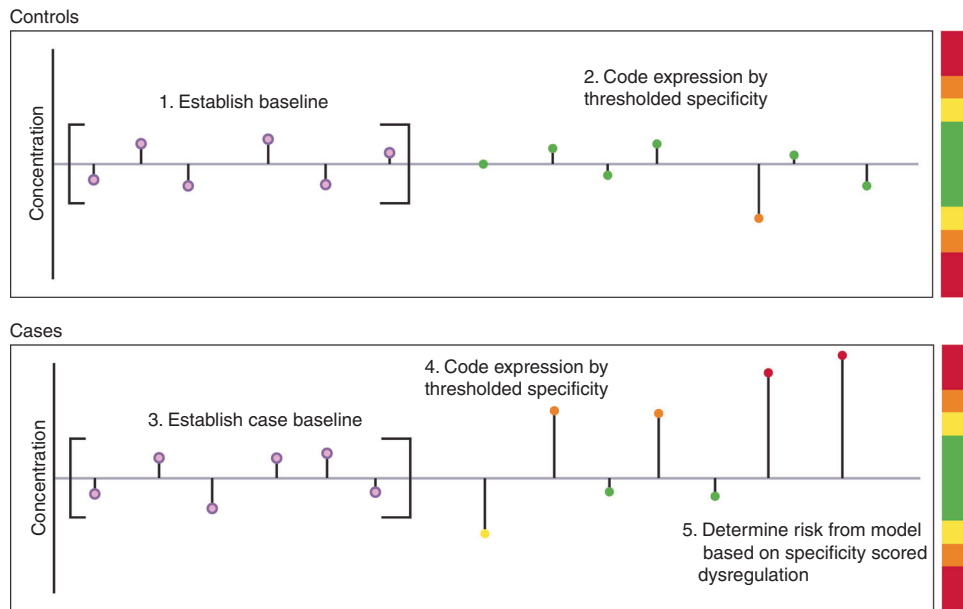 Controls
Concentration
1. Establish baseline
2. Code expression by
thresholded specificity
Cases
Concentration
3. Establish case baseline
4. Code expression by
thresholded specificity
5. Determine risk from model
based on specificity scored
dysregulation